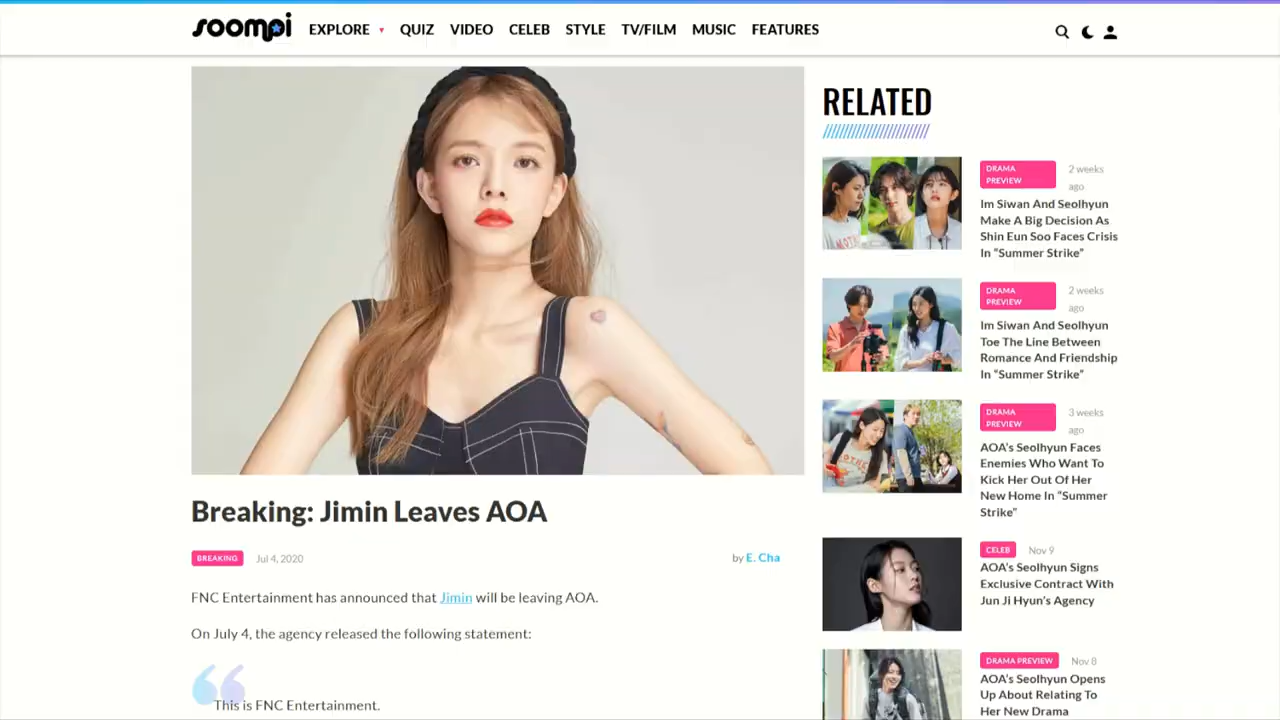 soompi
EXPLORE ▾ QUIZ VIDEO CELEB STYLE TV/FILM MUSIC FEATURES
Breaking: Jimin Leaves AOA
BREAKING Jul 4, 2020 by E. Cha
FNC Entertainment has announced that Jimin will be leaving AOA.
On July 4, the agency released the following statement:
“
This is FNC Entertainment.
RELATED
DRAMA
PREVIEW
2 weeks
ago
Im Siwan And Seolhyun
Make A Big Decision As
Shin Eun Soo Faces Crisis
In “Summer Strike”
DRAMA
PREVIEW
2 weeks
ago
Im Siwan And Seolhyun
Toe The Line Between
Romance And Friendship
In “Summer Strike”
DRAMA
PREVIEW
3 weeks
ago
AOA’s Seolhyun Faces
Enemies Who Want To
Kick Her Out Of Her
New Home In “Summer
Strike”
CELEB Nov 9
AOA’s Seolhyun Signs
Exclusive Contract With
Jun Ji Hyun’s Agency
DRAMA PREVIEW Nov 8
AOA’s Seolhyun Opens
Up About Relating To
Her New Drama